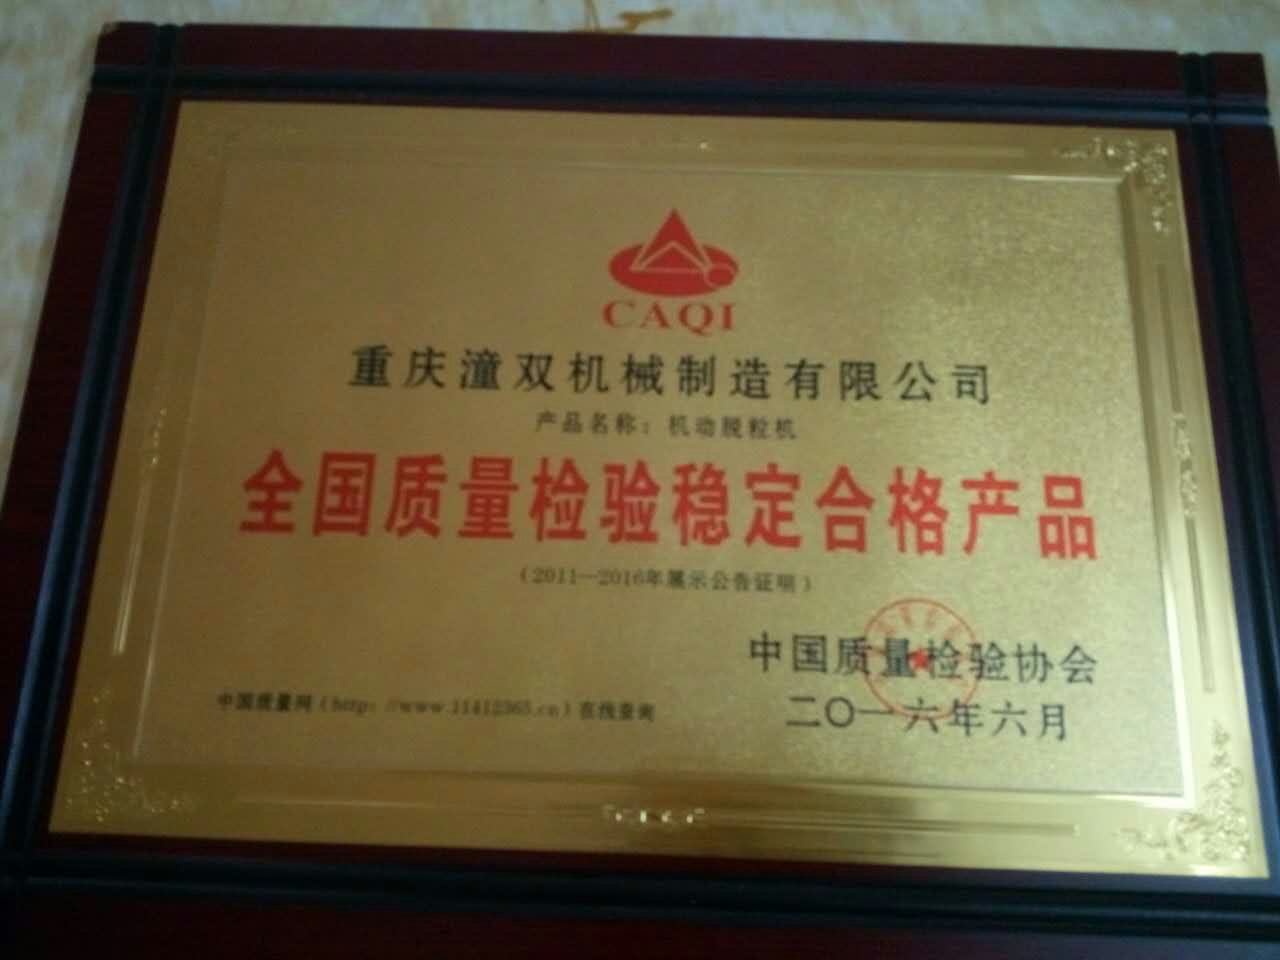 CAQI
重庆潼双机械制造有限公司
产品名称：机动脱粒机
全国质量检验稳定合格产品
（2011—2016年展示公告证明）
中国质量检验协会
中国质量网（http：//www.11412365.cn）在线查询
二〇一六年六月